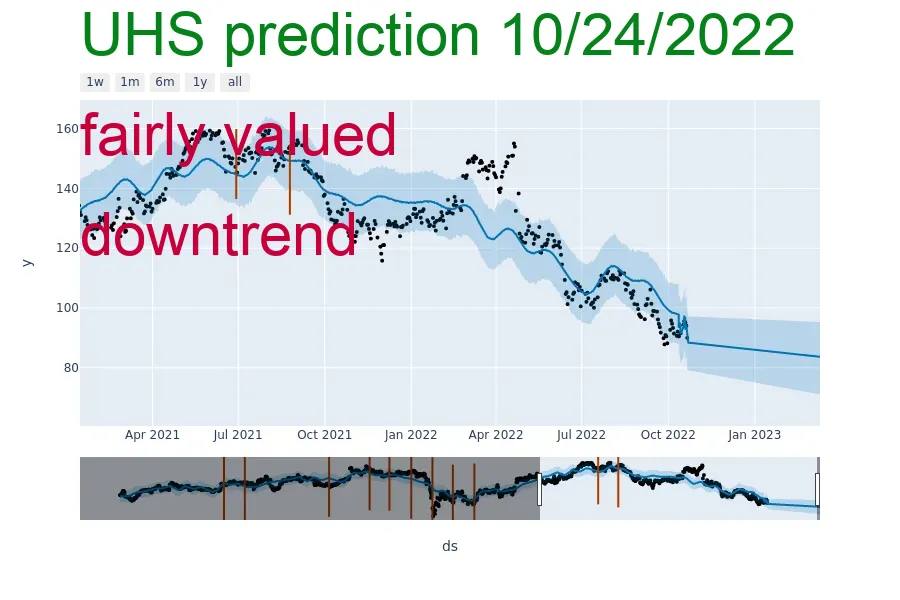 UHS prediction 10/24/2022
1w 1m 6m 1y all
fairly valued
downtrend
160
140
120
100
80
y
Apr 2021 Jul 2021 Oct 2021 Jan 2022 Apr 2022 Jul 2022 Oct 2022 Jan 2023
ds